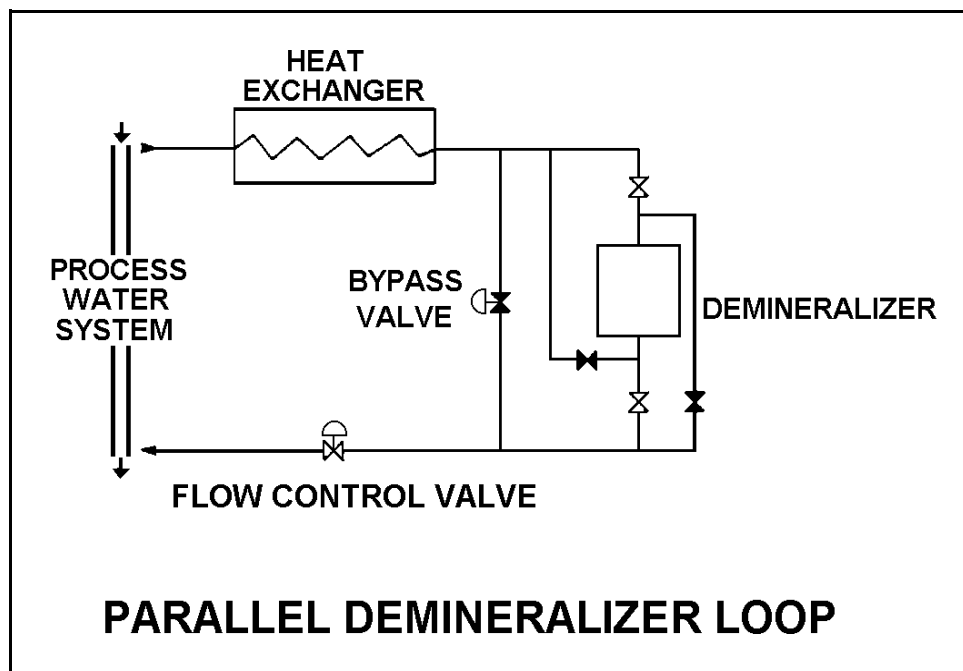 HEAT
EXCHANGER
PROCESS
WATER
SYSTEM
BYPASS
VALVE
DEMINERALIZER
FLOW CONTROL VALVE
PARALLEL DEMINERALIZER LOOP